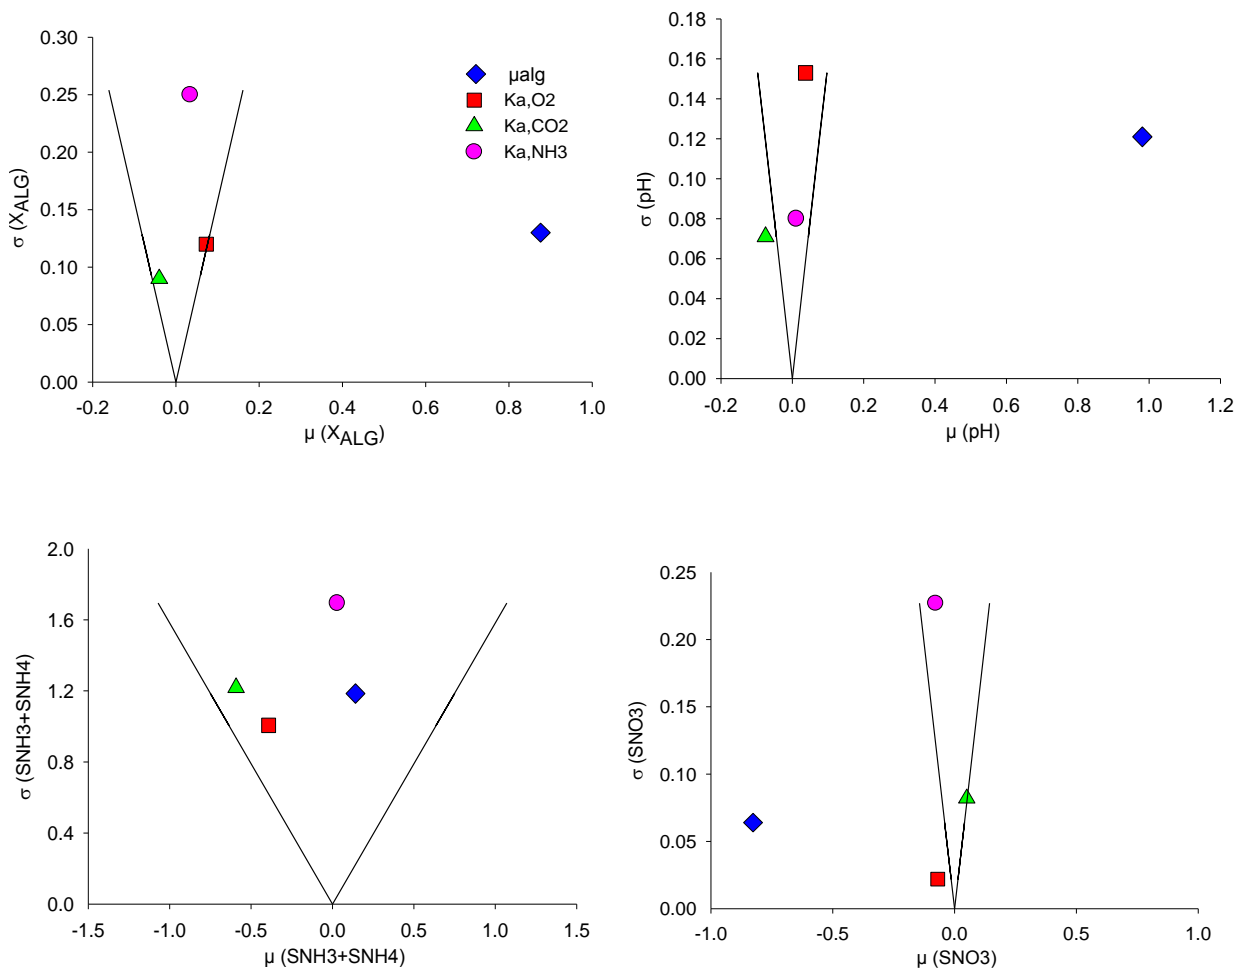 0.30
0.25
0.20
0.15
0.10
0.05
0.00
σ (X_ALG)
-0.2 0.0 0.2 0.4 0.6 0.8 1.0
μ (X_ALG)
μalg
Ka,O2
Ka,CO2
Ka,NH3
0.18
0.16
0.14
0.12
0.10
0.08
0.06
0.04
0.02
0.00
σ (pH)
-0.2 0.0 0.2 0.4 0.6 0.8 1.0 1.2
μ (pH)
2.0
1.6
1.2
0.8
0.4
0.0
σ (SNH3+SNH4)
-1.5 -1.0 -0.5 0.0 0.5 1.0 1.5
μ (SNH3+SNH4)
0.25
0.20
0.15
0.10
0.05
0.00
σ (SNO3)
-1.0 -0.5 0.0 0.5 1.0
μ (SNO3)